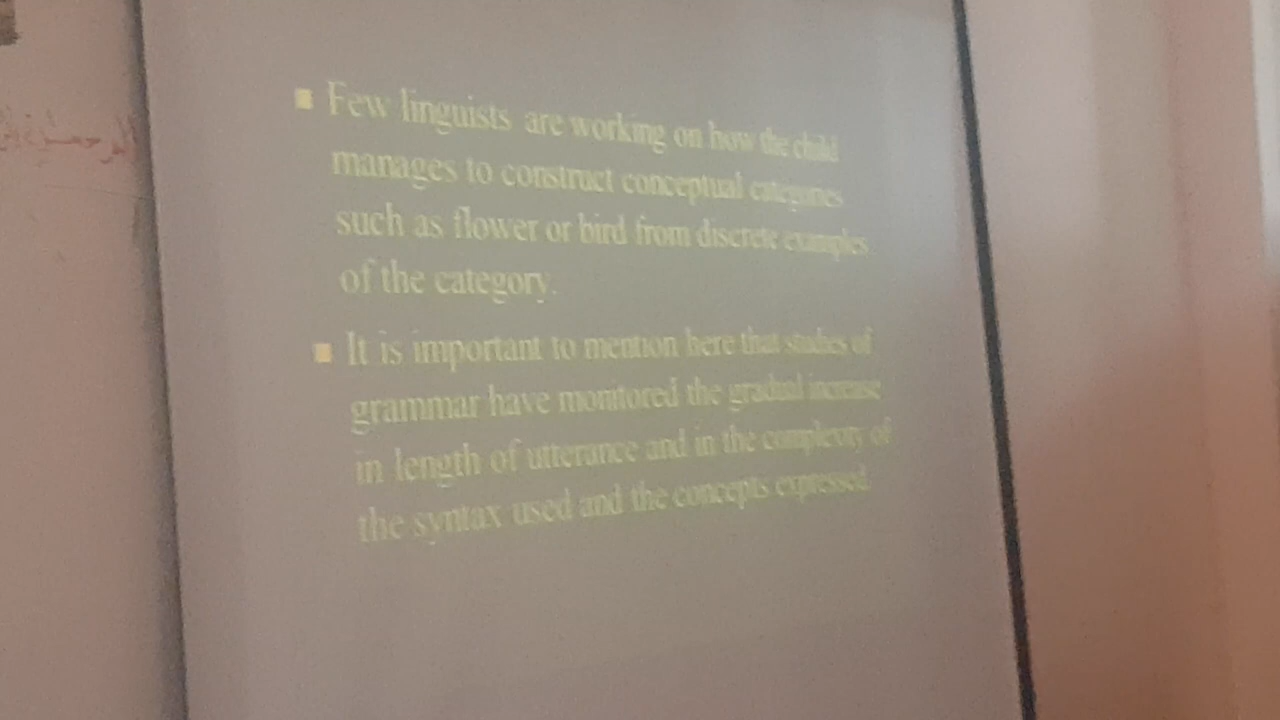 Few linguists are working on how the child
manages to construct conceptual categories
such as flower or bird from discrete examples
of the category.
It is important to mention here that studies of
grammar have monitored the gradual increase
in length of utterance and in the complexity of
the syntax used and the concepts expressed.